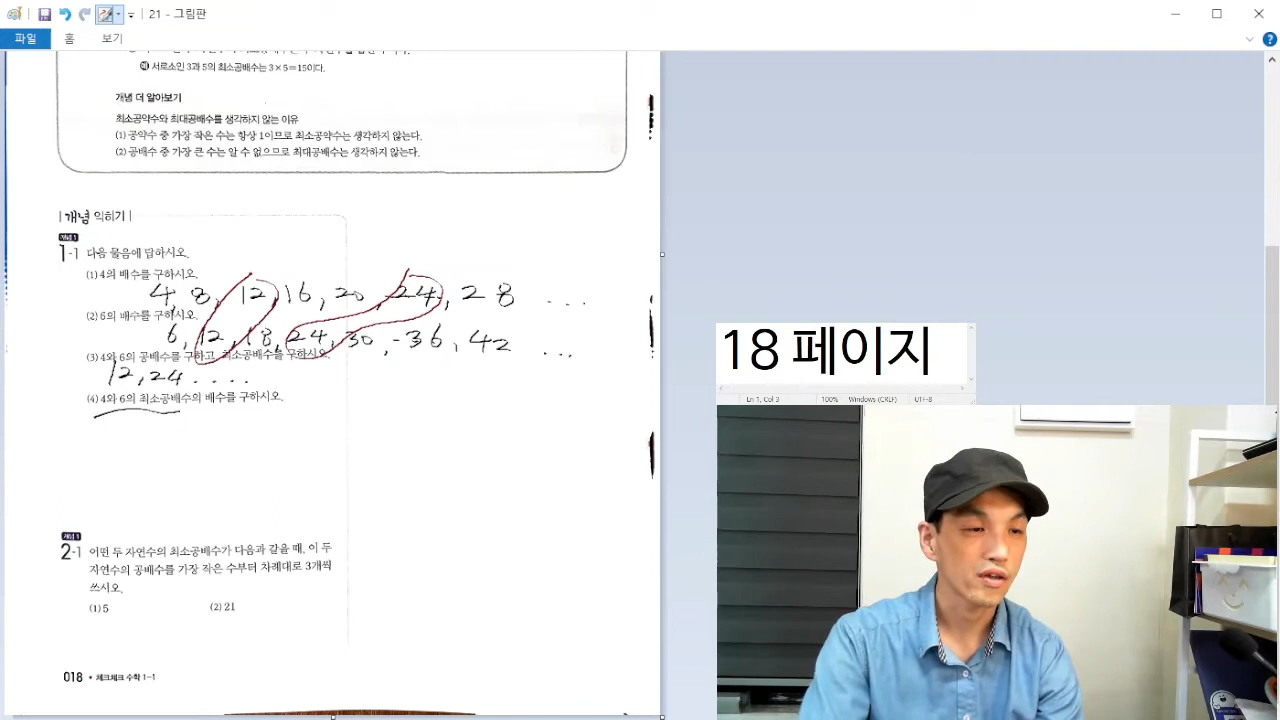 21 - 그림판
파일 홈 보기
예 서로소인 3과 5의 최소공배수는 3×5=15이다.
개념 더 알아보기
최소공약수와 최대공배수를 생각하지 않는 이유
(1) 공약수 중 가장 작은 수는 항상 1이므로 최소공약수는 생각하지 않는다.
(2) 공배수 중 가장 큰 수는 알 수 없으므로 최대공배수는 생각하지 않는다.
개념 익히기
개념 1
1-1 다음 물음에 답하시오.
(1) 4의 배수를 구하시오.
4, 8, 12, 16, 20, 24, 28 ...
(2) 6의 배수를 구하시오.
6, 12, 18, 24, 30, -36, 42 ...
(3) 4와 6의 공배수를 구하고, 최소공배수를 구하시오.
12, 24 ....
(4) 4와 6의 최소공배수의 배수를 구하시오.
개념 1
2-1 어떤 두 자연수의 최소공배수가 다음과 같을 때, 이 두
자연수의 공배수를 가장 작은 수부터 차례대로 3개씩
쓰시오.
(1) 5 (2) 21
018 • 체크체크 수학 1-1
18 페이지
Ln 1, Col 3 100% Windows (CRLF) UTF-8